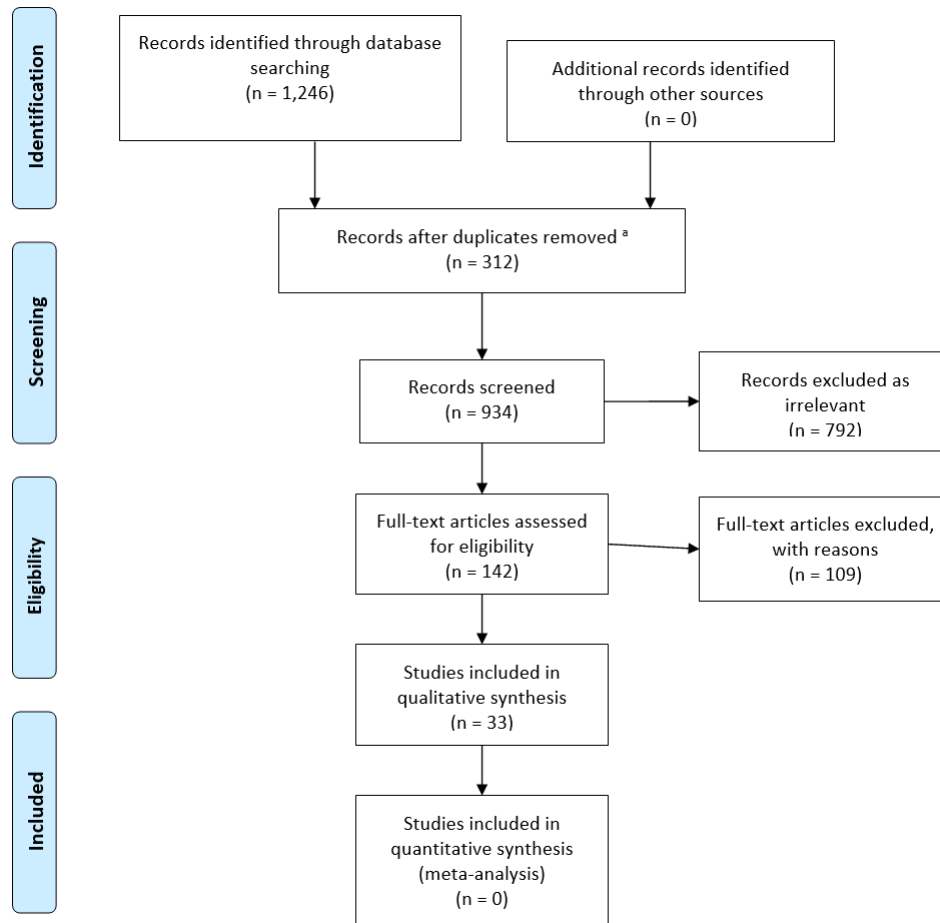 Identification
Records identified through database
searching
(n = 1,246)
Additional records identified
through other sources
(n = 0)
Records after duplicates removed ᵃ
(n = 312)
Screening
Records screened
(n = 934)
Records excluded as
irrelevant
(n = 792)
Eligibility
Full-text articles assessed
for eligibility
(n = 142)
Full-text articles excluded,
with reasons
(n = 109)
Studies included in
qualitative synthesis
(n = 33)
Included
Studies included in
quantitative synthesis
(meta-analysis)
(n = 0)